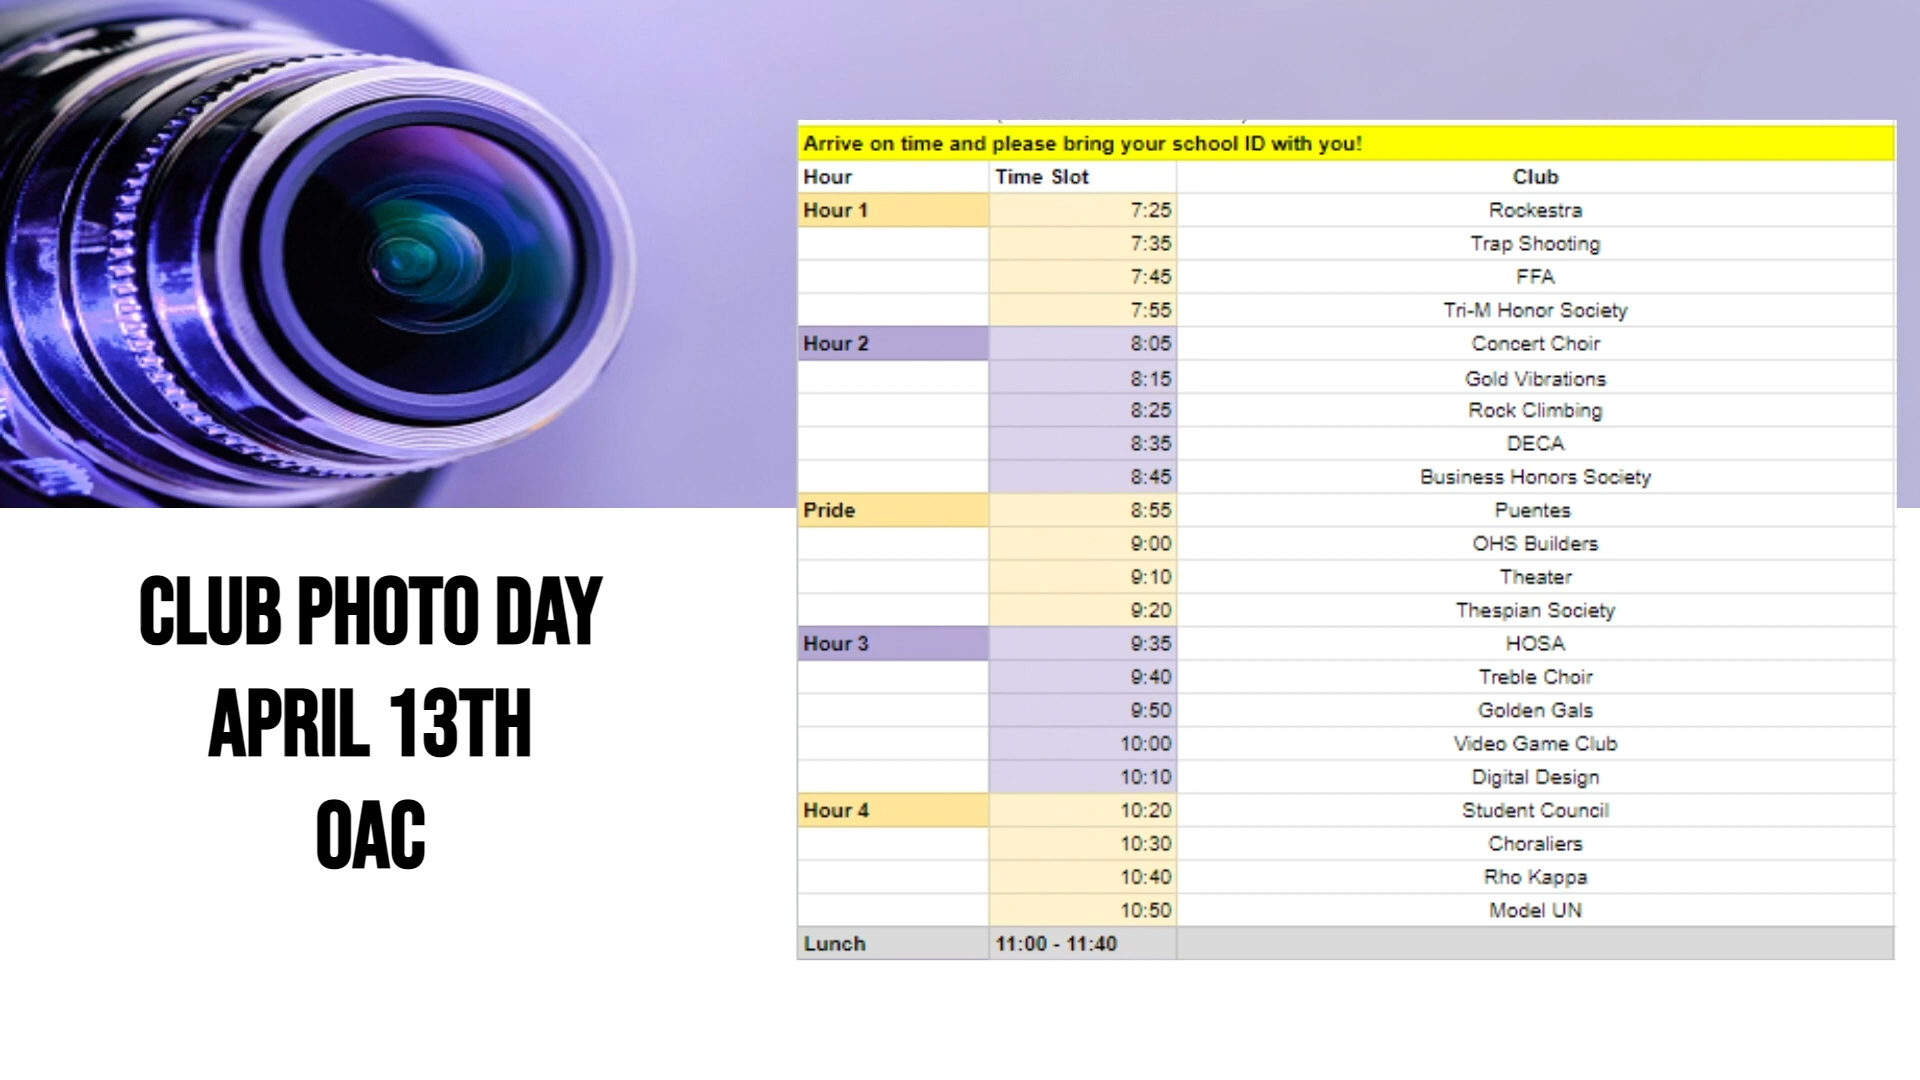 Arrive on time and please bring your school ID with you!
Hour Time Slot Club
Hour 1 7:25 Rockestra
7:35 Trap Shooting
7:45 FFA
7:55 Tri-M Honor Society
Hour 2 8:05 Concert Choir
8:15 Gold Vibrations
8:25 Rock Climbing
8:35 DECA
8:45 Business Honors Society
Pride 8:55 Puentes
9:00 OHS Builders
9:10 Theater
9:20 Thespian Society
Hour 3 9:35 HOSA
9:40 Treble Choir
9:50 Golden Gals
10:00 Video Game Club
10:10 Digital Design
Hour 4 10:20 Student Council
10:30 Choraliers
10:40 Rho Kappa
10:50 Model UN
Lunch 11:00 - 11:40
CLUB PHOTO DAY
APRIL 13TH
OAC